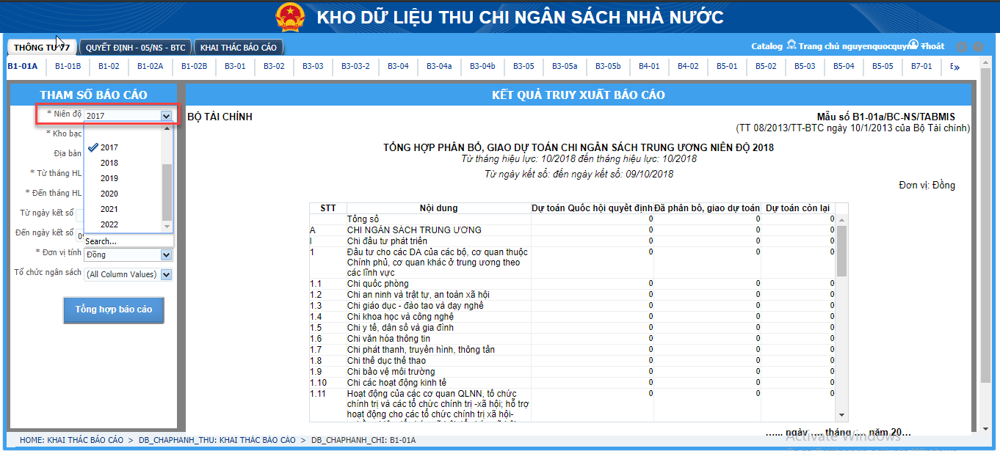 KHO DỮ LIỆU THU CHI NGÂN SÁCH NHÀ NƯỚC
THÔNG TƯ 77 QUYẾT ĐỊNH - 05/NS - BTC KHAI THÁC BÁO CÁO
Catalog Trang chủ nguyenquocquynh Thoát
B1-01A B1-01B B1-02 B1-02A B1-02B B3-01 B3-02 B3-03 B3-03-2 B3-04 B3-04a B3-04b B3-05 B3-05a B3-05b B4-01 B4-02 B5-01 B5-02 B5-03 B5-04 B5-05 B7-01 »
THAM SỐ BÁO CÁO
* Niên độ 2017
* Kho bạc
Địa bàn
* Từ tháng HL
* Đến tháng HL
Từ ngày kết sổ
Đến ngày kết sổ
2017
2018
2019
2020
2021
2022
Search...
* Đơn vị tính Đồng
Tổ chức ngân sách (All Column Values)
Tổng hợp báo cáo
KẾT QUẢ TRUY XUẤT BÁO CÁO
BỘ TÀI CHÍNH
Mẫu số B1-01a/BC-NS/TABMIS
(TT 08/2013/TT-BTC ngày 10/1/2013 của Bộ Tài chính)
TỔNG HỢP PHÂN BỔ, GIAO DỰ TOÁN CHI NGÂN SÁCH TRUNG ƯƠNG NIÊN ĐỘ 2018
Từ tháng hiệu lực: 10/2018 đến tháng hiệu lực: 10/2018
Từ ngày kết sổ: đến ngày kết sổ: 09/10/2018
Đơn vị: Đồng
STT Nội dung Dự toán Quốc hội quyết định Đã phân bổ, giao dự toán Dự toán còn lại
Tổng số 0 0 0
A CHI NGÂN SÁCH TRUNG ƯƠNG 0 0 0
I Chi đầu tư phát triển 0 0 0
1 Đầu tư cho các DA của các bộ, cơ quan thuộc 0 0 0
Chính phủ, cơ quan khác ở trung ương theo
các lĩnh vực
1.1 Chi quốc phòng 0 0 0
1.2 Chi an ninh và trật tự, an toàn xã hội 0 0 0
1.3 Chi giáo dục - đào tạo và dạy nghề 0 0 0
1.4 Chi khoa học và công nghệ 0 0 0
1.5 Chi y tế, dân số và gia đình 0 0 0
1.6 Chi văn hóa thông tin 0 0 0
1.7 Chi phát thanh, truyền hình, thông tấn 0 0 0
1.8 Chi thể dục thể thao 0 0 0
1.9 Chi bảo vệ môi trường 0 0 0
1.10 Chi các hoạt động kinh tế 0 0 0
1.11 Hoạt động của các cơ quan QLNN, tổ chức 0 0 0
chính trị và các tổ chức chính trị -xã hội; hỗ trợ
hoạt động cho các tổ chức chính trị xã hội-
...... ngày .... tháng .... năm 20...
Activate Windows
HOME: KHAI THÁC BÁO CÁO > DB_CHAPHANH_THU: KHAI THÁC BÁO CÁO > DB_CHAPHANH_CHI: B1-01A